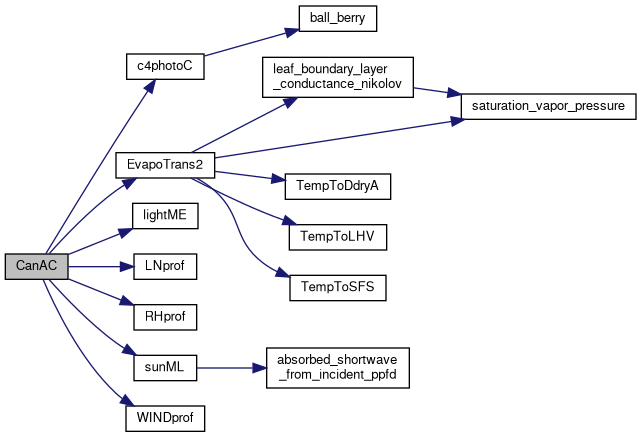 ball_berry
c4photoC
leaf_boundary_layer
_conductance_nikolov
saturation_vapor_pressure
EvapoTrans2
TempToDdryA
lightME
TempToLHV
CanAC
LNprof
TempToSFS
RHprof
absorbed_shortwave
_from_incident_ppfd
sunML
WINDprof